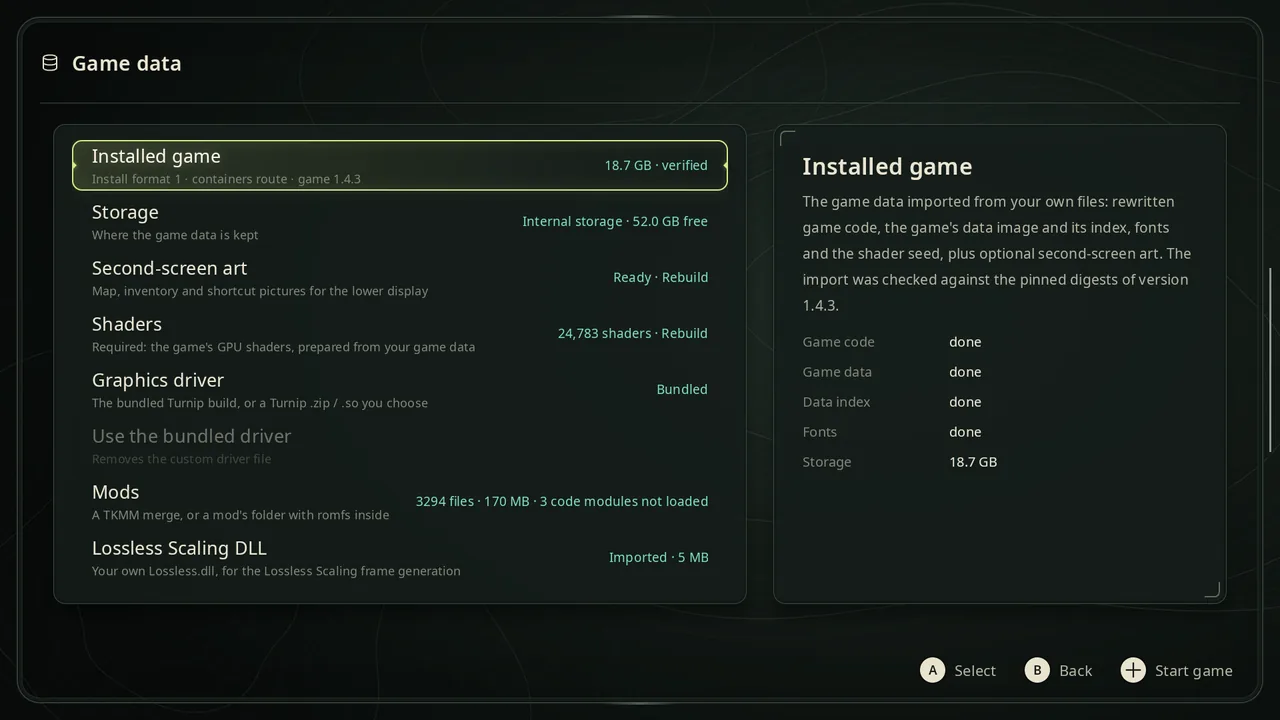 Game data
Installed game
18.7 GB · verified
Install format 1 · containers route · game 1.4.3
Storage
Internal storage · 52.0 GB free
Where the game data is kept
Second-screen art
Ready · Rebuild
Map, inventory and shortcut pictures for the lower display
Shaders
24,783 shaders · Rebuild
Required: the game's GPU shaders, prepared from your game data
Graphics driver
Bundled
The bundled Turnip build, or a Turnip .zip / .so you choose
Use the bundled driver
Removes the custom driver file
Mods
3294 files · 170 MB · 3 code modules not loaded
A TKMM merge, or a mod's folder with romfs inside
Lossless Scaling DLL
Imported · 5 MB
Your own Lossless.dll, for the Lossless Scaling frame generation
Installed game
The game data imported from your own files: rewritten
game code, the game's data image and its index, fonts
and the shader seed, plus optional second-screen art. The
import was checked against the pinned digests of version
1.4.3.
Game code done
Game data done
Data index done
Fonts done
Storage 18.7 GB
A Select B Back Start game